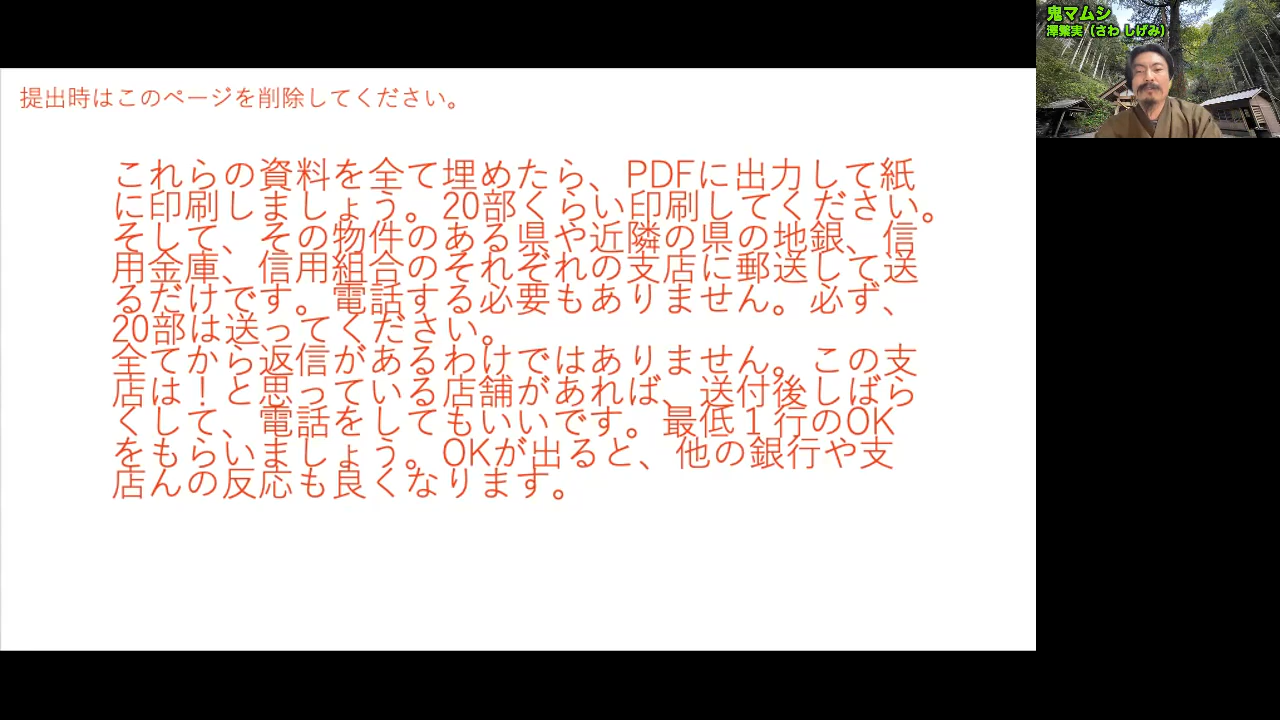 提出時はこのページを削除してください。
これらの資料を全て埋めたら、PDFに出力して紙
に印刷しましょう。20部くらい印刷してください。
そして、その物件のある県や近隣の県の地銀、信
用金庫、信用組合のそれぞれの支店に郵送して送
るだけです。電話する必要もありません。必ず、
20部は送ってください。
全てから返信があるわけではありません。この支
店は！と思っている店舗があれば、送付後しばら
くして、電話をしてもいいです。最低１行のOK
をもらいましょう。OKが出ると、他の銀行や支
店んの反応も良くなります。
鬼マムシ
澤繁実（さわ しげみ）